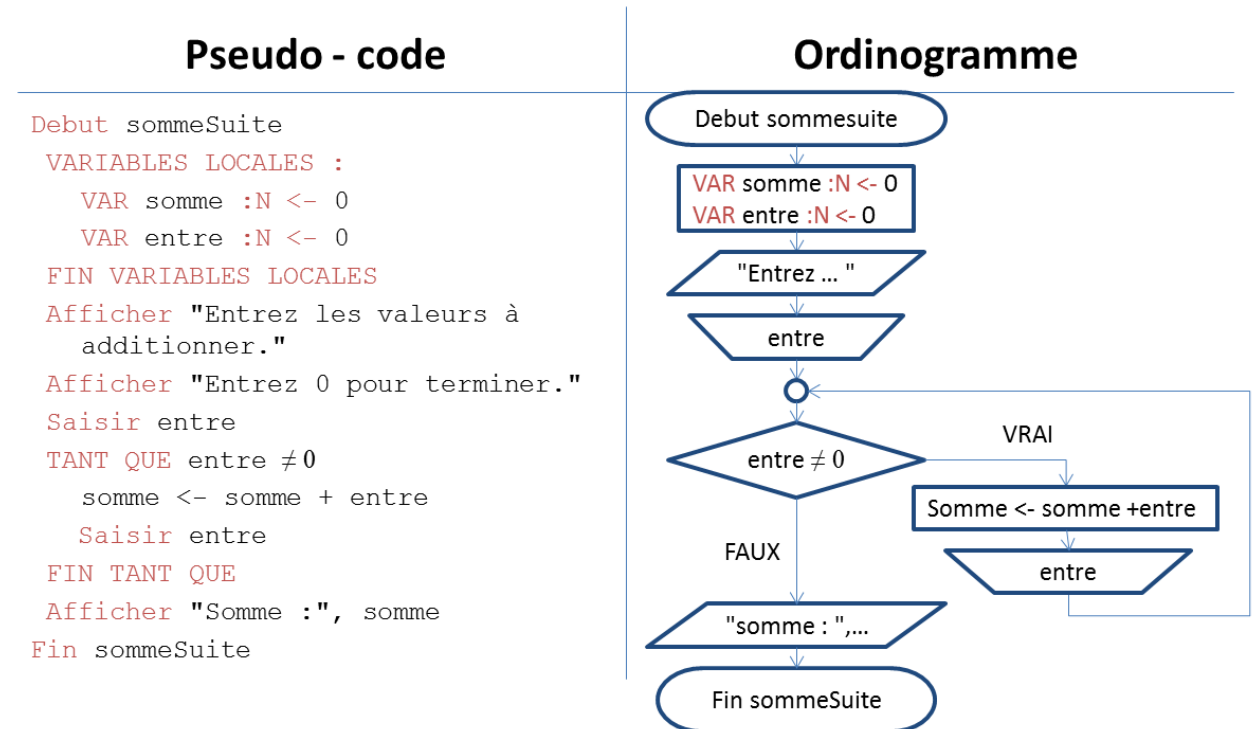 Pseudo - code
Debut sommeSuite
VARIABLES LOCALES :
VAR somme :N <- 0
VAR entre :N <- 0
FIN VARIABLES LOCALES
Afficher "Entrez les valeurs à
additionner."
Afficher "Entrez 0 pour terminer."
Saisir entre
TANT QUE entre ≠ 0
somme <- somme + entre
Saisir entre
FIN TANT QUE
Afficher "Somme :", somme
Fin sommeSuite
Ordinogramme
Debut sommesuite
VAR somme :N <- 0
VAR entre :N <- 0
"Entrez ... "
entre
entre ≠ 0
VRAI
Somme <- somme +entre
entre
FAUX
"somme : ",...
Fin sommeSuite